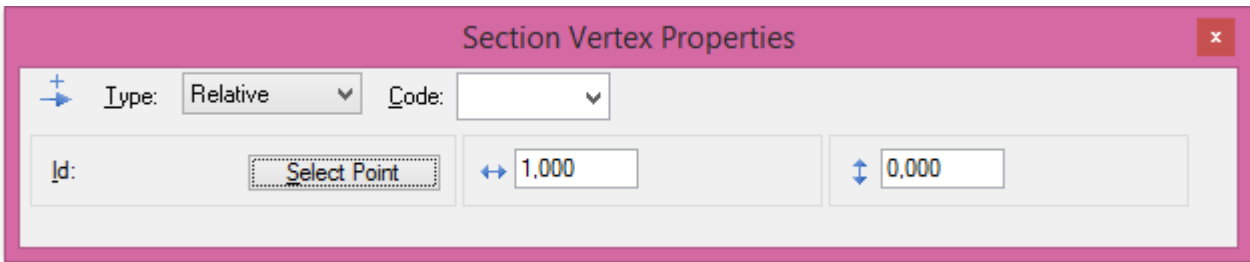 Section Vertex Properties x
Type: Relative Code:
Id: Select Point 1,000 0,000